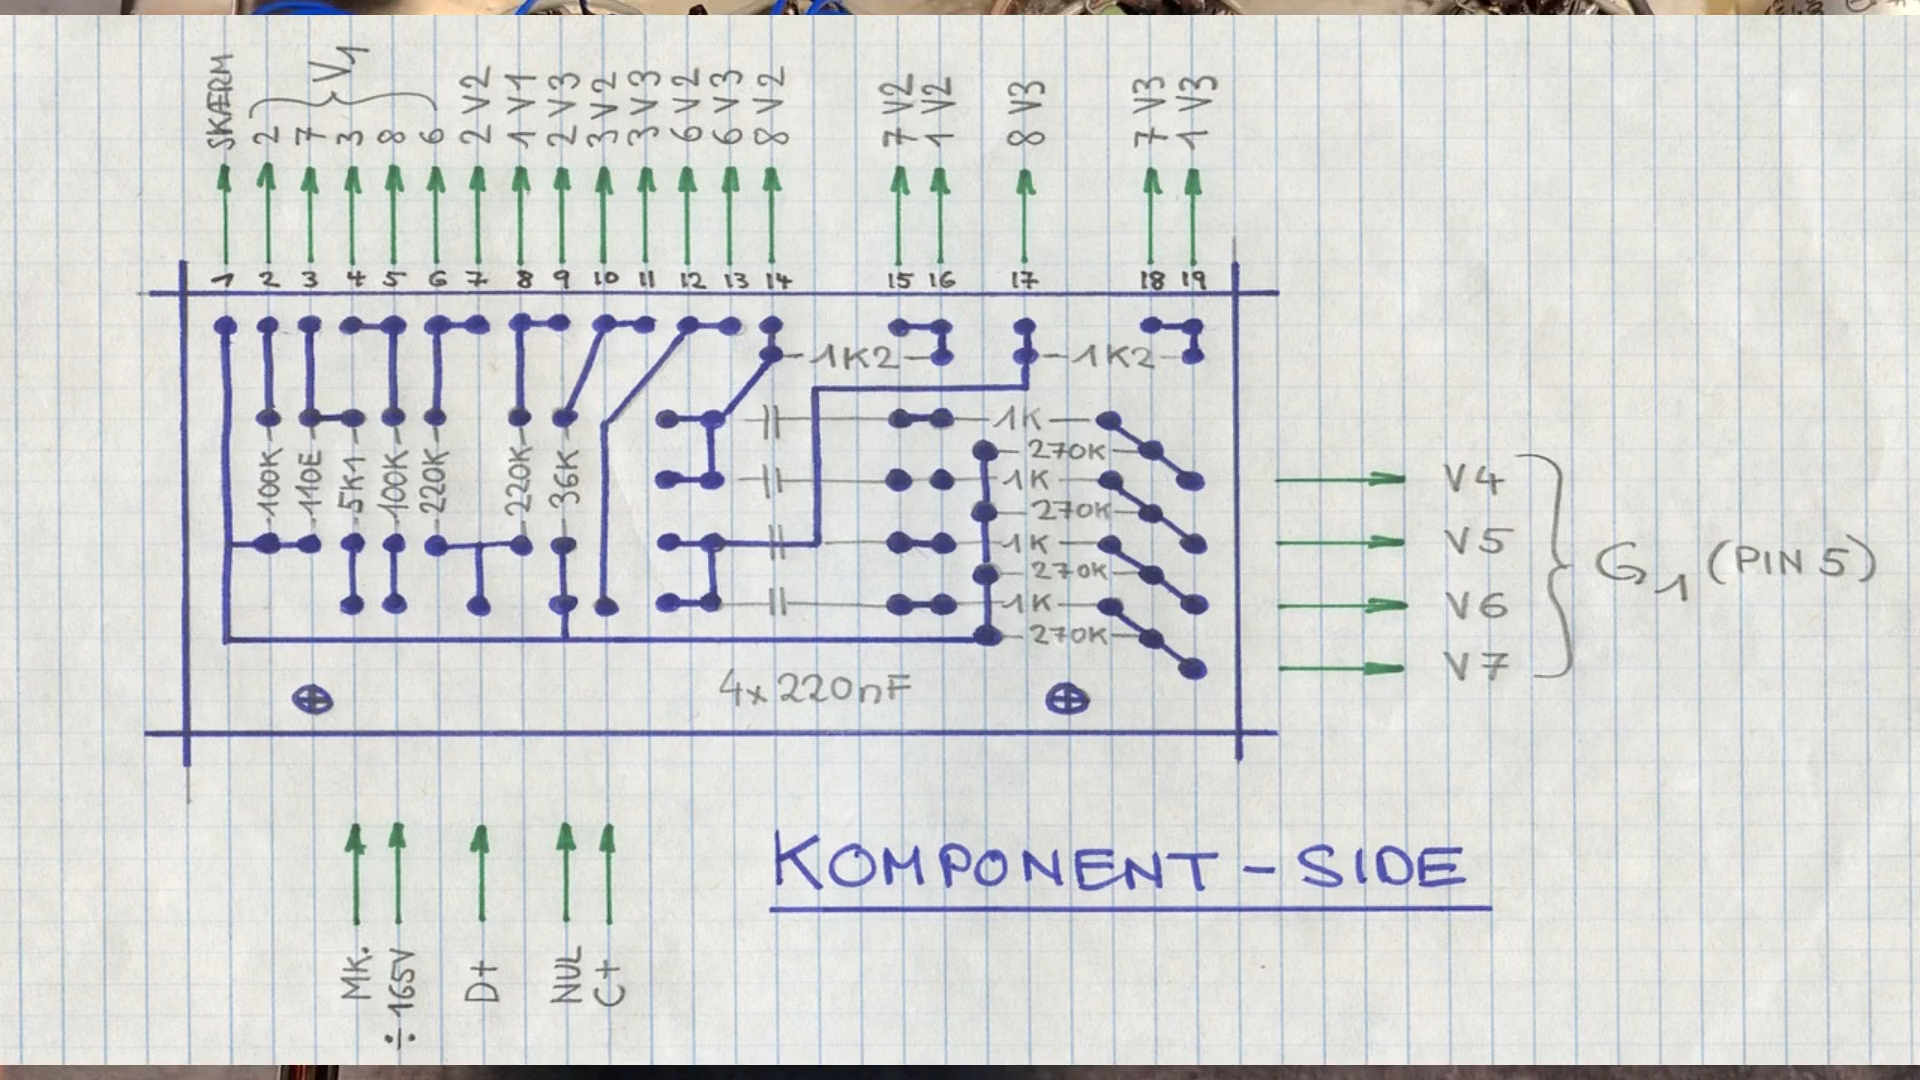 SKÆRM
2
7
3
8
6
V1
2 V2
1 V1
2 V3
3 V2
3 V3
6 V2
6 V3
8 V2
7 V2
1 V2
8 V3
7 V3
1 V3
1 2 3 4 5 6 7 8 9 10 11 12 13 14 15 16 17 18 19
1K2
1K2
100K
110E
5K1
100K
220K
220K
36K
1K
270K
1K
270K
1K
270K
1K
270K
V4
V5
V6
V7
G1 (PIN 5)
4x220nF
KOMPONENT-SIDE
MK.
÷165V
D+
NUL
C+